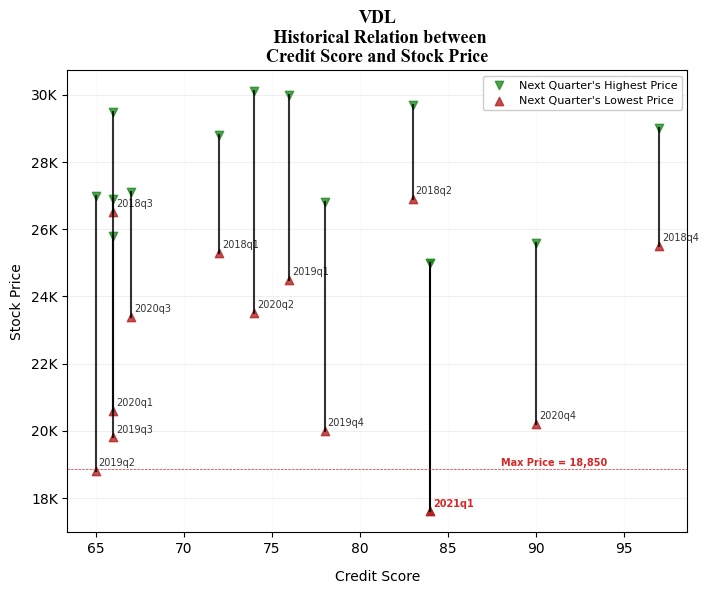 VDL
Historical Relation between
Credit Score and Stock Price
Next Quarter's Highest Price
Next Quarter's Lowest Price
30K
28K
26K
24K
22K
20K
18K
Stock Price
2018q3
2018q2
2018q1
2018q4
2019q1
2020q3
2020q2
2020q1
2019q3
2019q4
2020q4
2019q2
Max Price = 18,850
2021q1
65 70 75 80 85 90 95
Credit Score